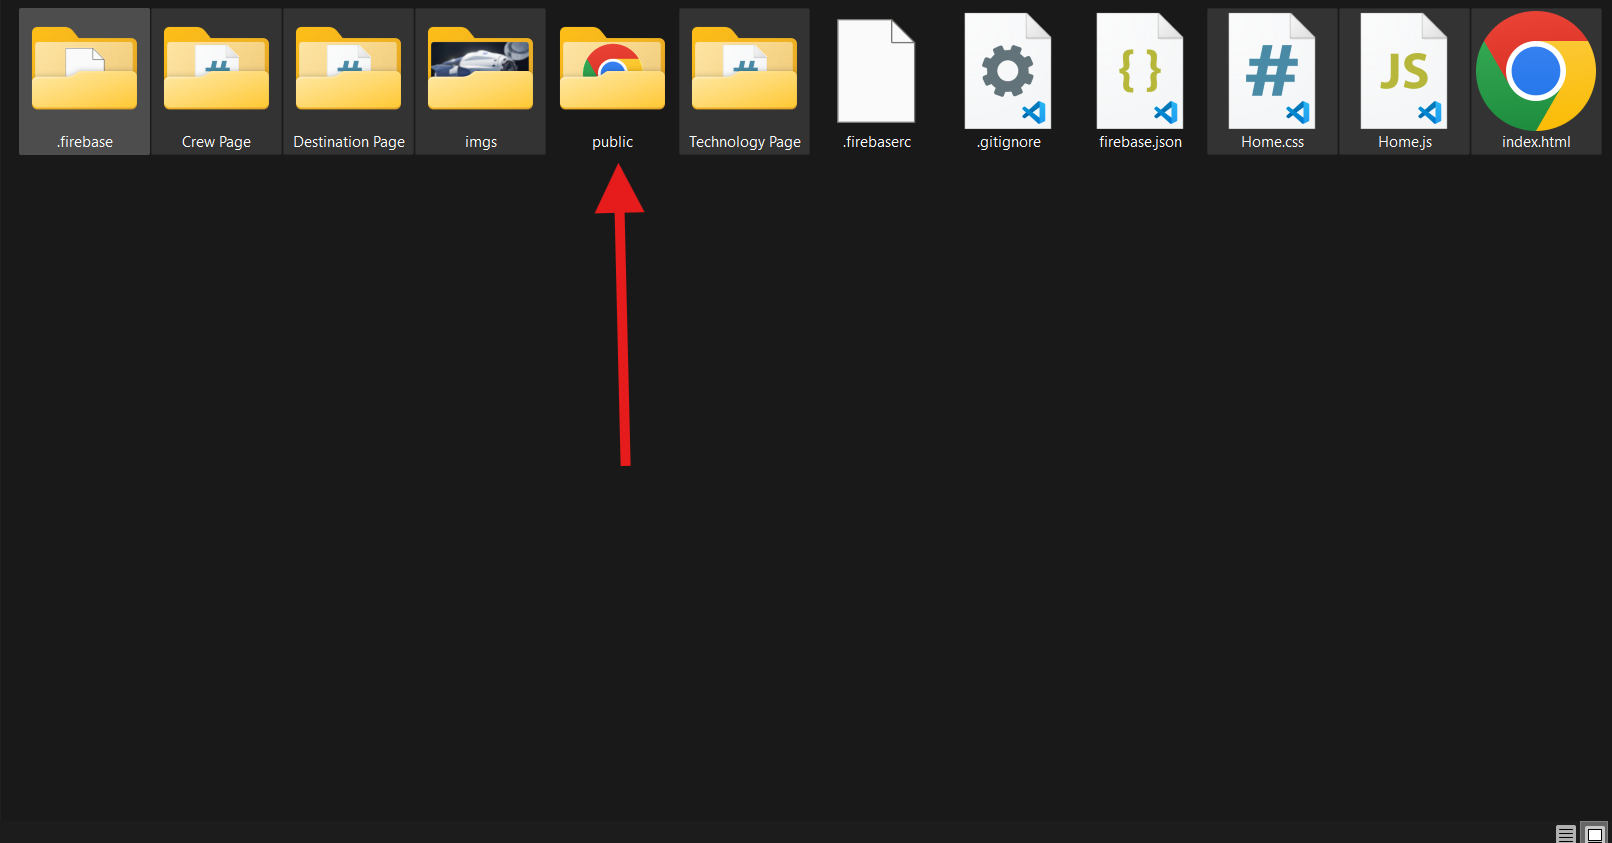 .firebase
Crew Page
Destination Page
imgs
public
Technology Page
.firebaserc
.gitignore
{ }
firebase.json
#
Home.css
JS
Home.js
index.html